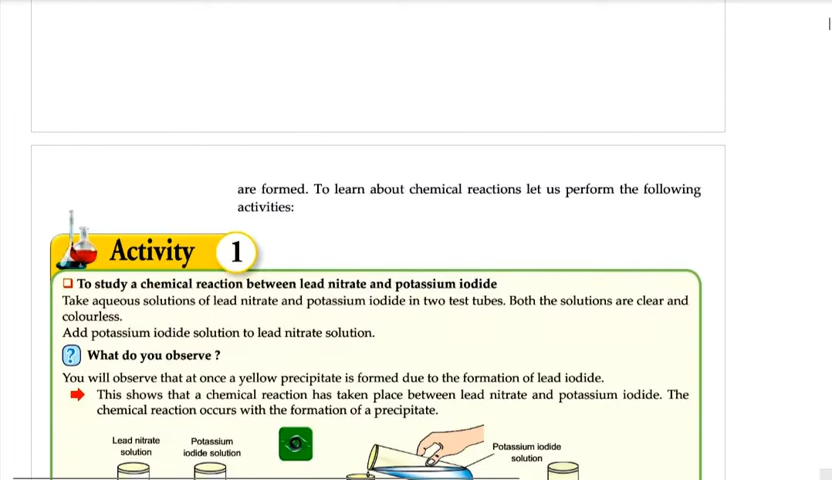 are formed. To learn about chemical reactions let us perform the following
activities:
Activity 1
To study a chemical reaction between lead nitrate and potassium iodide
Take aqueous solutions of lead nitrate and potassium iodide in two test tubes. Both the solutions are clear and
colourless.
Add potassium iodide solution to lead nitrate solution.
? What do you observe ?
You will observe that at once a yellow precipitate is formed due to the formation of lead iodide.
This shows that a chemical reaction has taken place between lead nitrate and potassium iodide. The
chemical reaction occurs with the formation of a precipitate.
Lead nitrate
solution
Potassium
iodide solution
Potassium iodide
solution